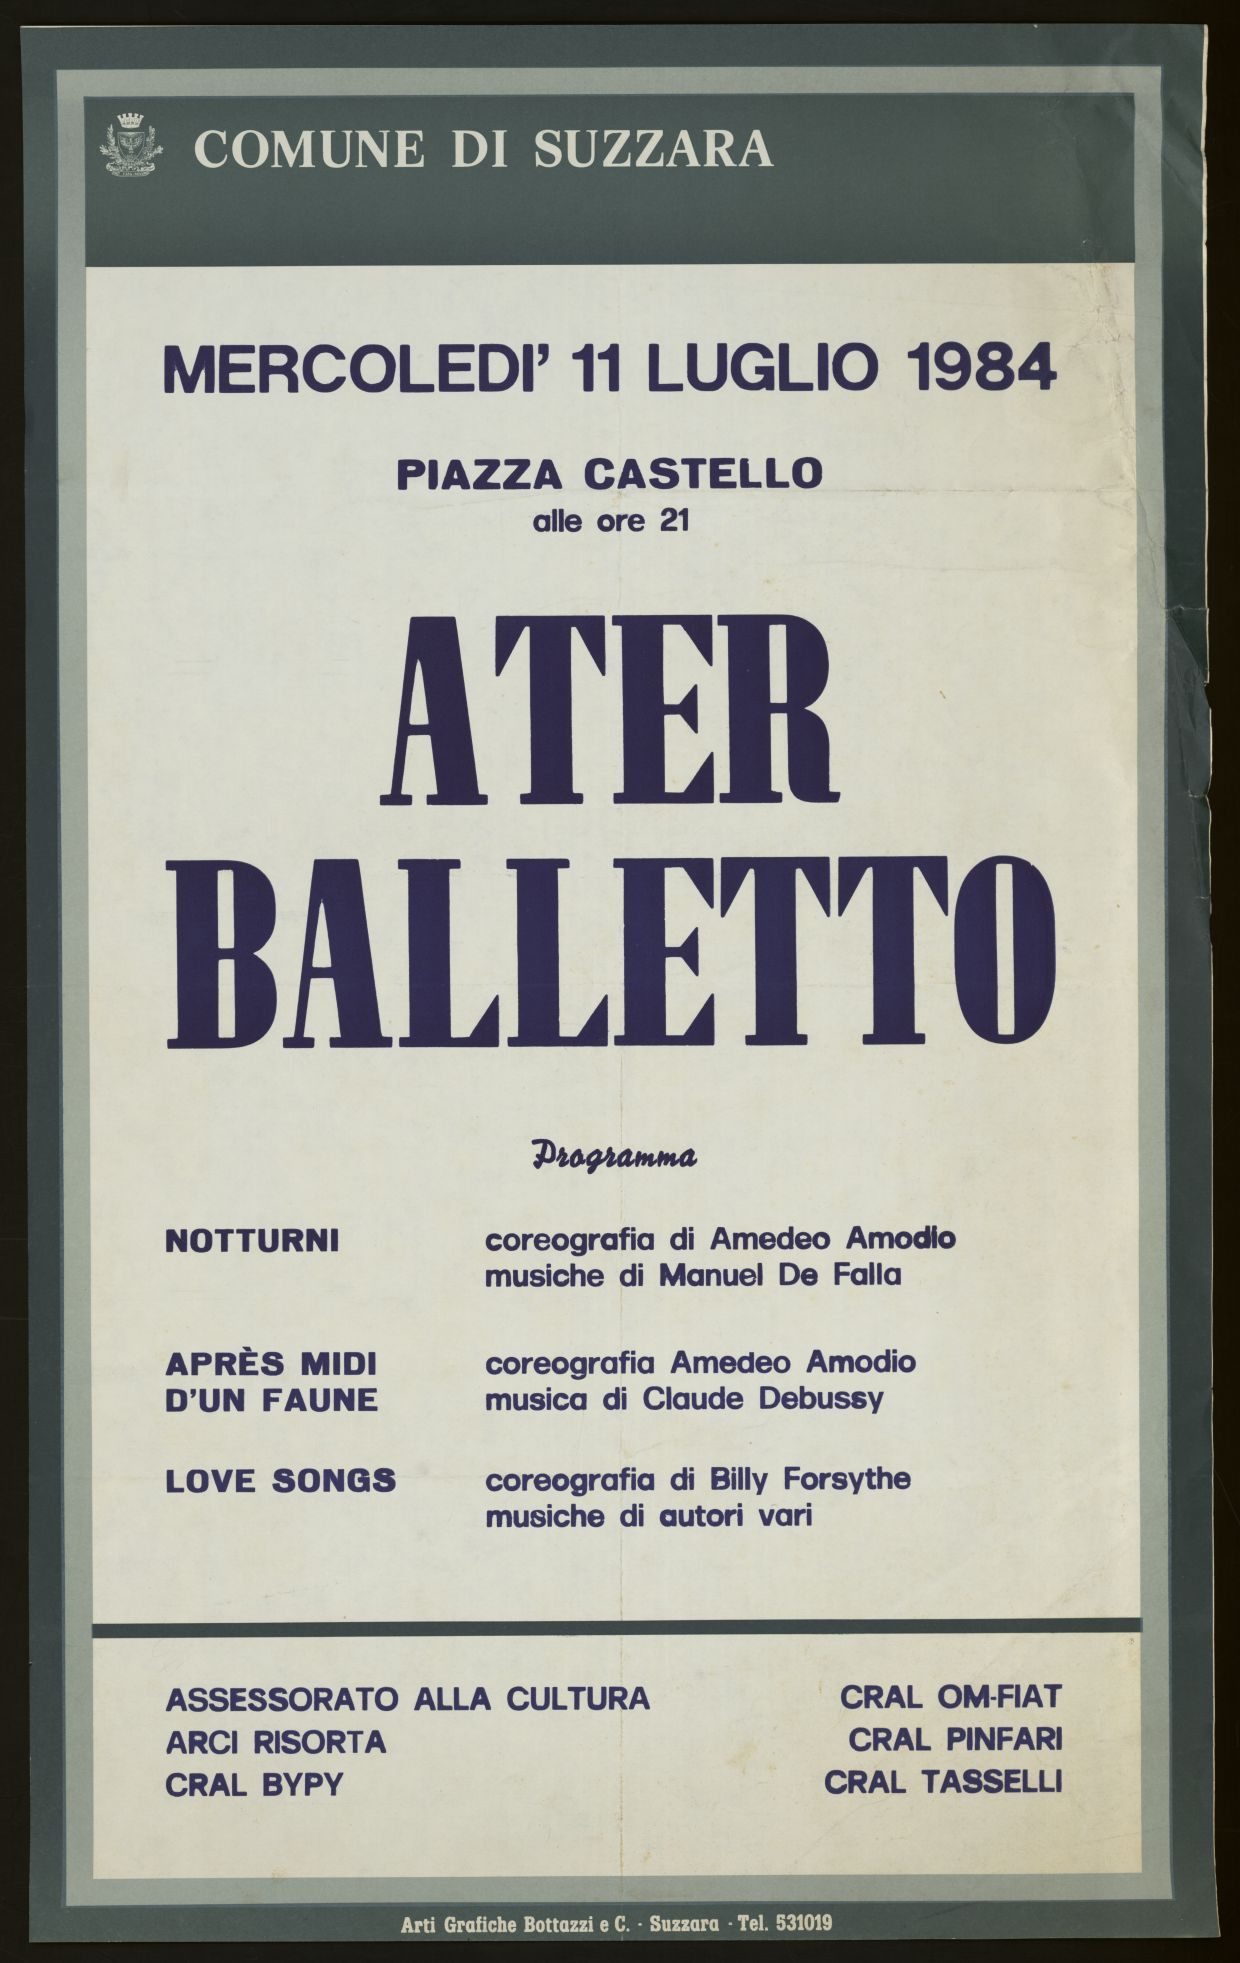 COMUNE DI SUZZARA
MERCOLEDI' 11 LUGLIO 1984
PIAZZA CASTELLO
alle ore 21
ATER
BALLETTO
Programma
NOTTURNI
coreografia di Amedeo Amodio
musiche di Manuel De Falla
APRÈS MIDI
D'UN FAUNE
coreografia Amedeo Amodio
musica di Claude Debussy
LOVE SONGS
coreografia di Billy Forsythe
musiche di autori vari
ASSESSORATO ALLA CULTURA
ARCI RISORTA
CRAL BYPY
CRAL OM-FIAT
CRAL PINFARI
CRAL TASSELLI
Arti Grafiche Bottazzi e C. - Suzzara - Tel. 531019